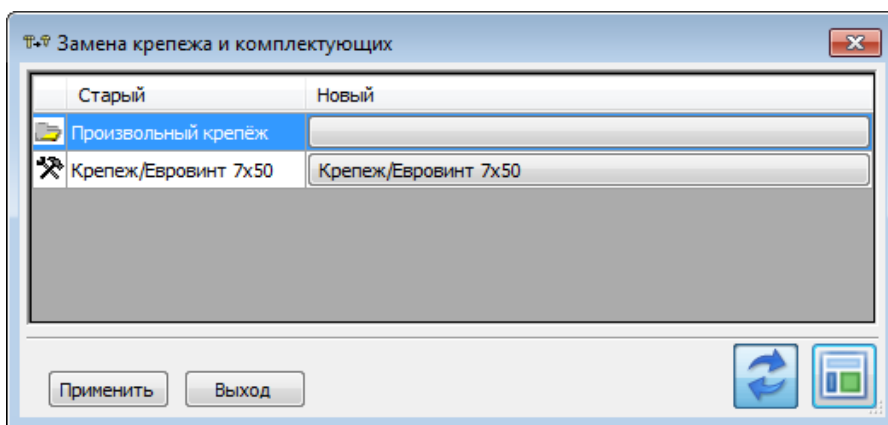 Замена крепежа и комплектующих
Старый Новый
Произвольный крепёж
Крепеж/Евровинт 7x50 Крепеж/Евровинт 7x50
Применить Выход